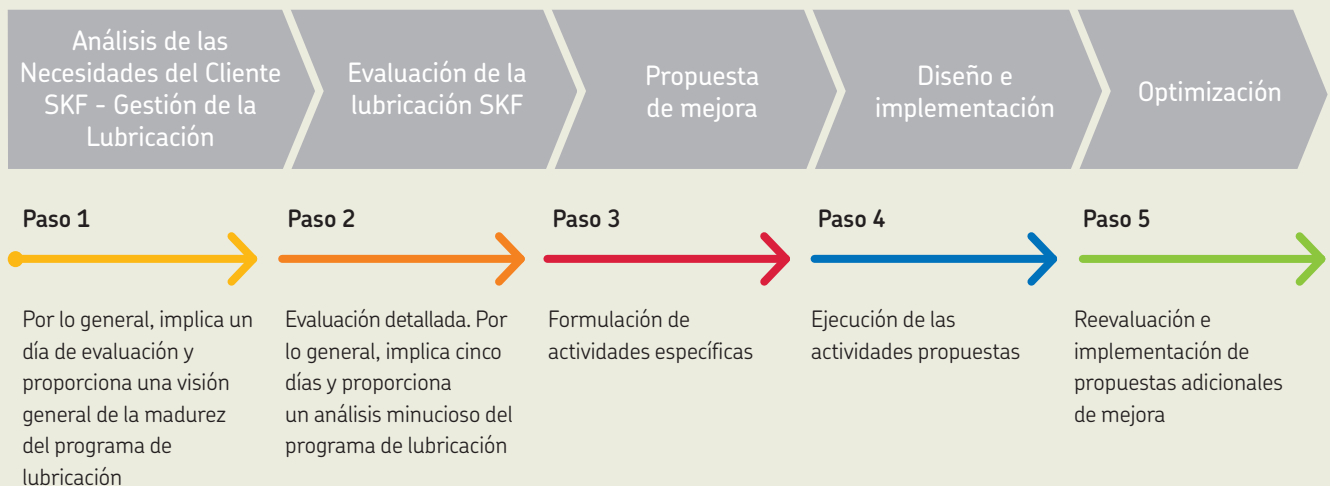 Análisis de las
Necesidades del Cliente
SKF - Gestión de la
Lubricación
Evaluación de la
lubricación SKF
Propuesta
de mejora
Diseño e
implementación
Optimización
Paso 1
Por lo general, implica un
día de evaluación y
proporciona una visión
general de la madurez
del programa de
lubricación
Paso 2
Evaluación detallada. Por
lo general, implica cinco
días y proporciona
un análisis minucioso del
programa de lubricación
Paso 3
Formulación de
actividades específicas
Paso 4
Ejecución de las
actividades propuestas
Paso 5
Reevaluación e
implementación de
propuestas adicionales
de mejora